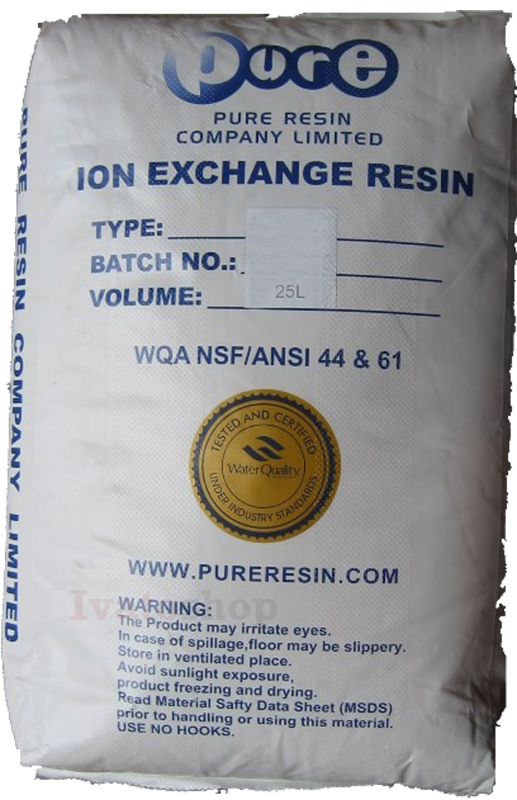 pure
PURE RESIN
COMPANY LIMITED
ION EXCHANGE RESIN
TYPE:
BATCH NO.:
VOLUME:
25L
WQA NSF/ANSI 44 & 61
TESTED AND CERTIFIED
Water Quality
UNDER INDUSTRY STANDARDS
WWW.PURERESIN.COM
WARNING:
The Product may irritate eyes.
In case of spillage,floor may be slippery.
Store in ventilated place.
Avoid sunlight exposure,
product freezing and drying.
Read Material Safty Data Sheet (MSDS)
prior to handling or using this material.
USE NO HOOKS.
PURE RESIN COMPANY LIMITED